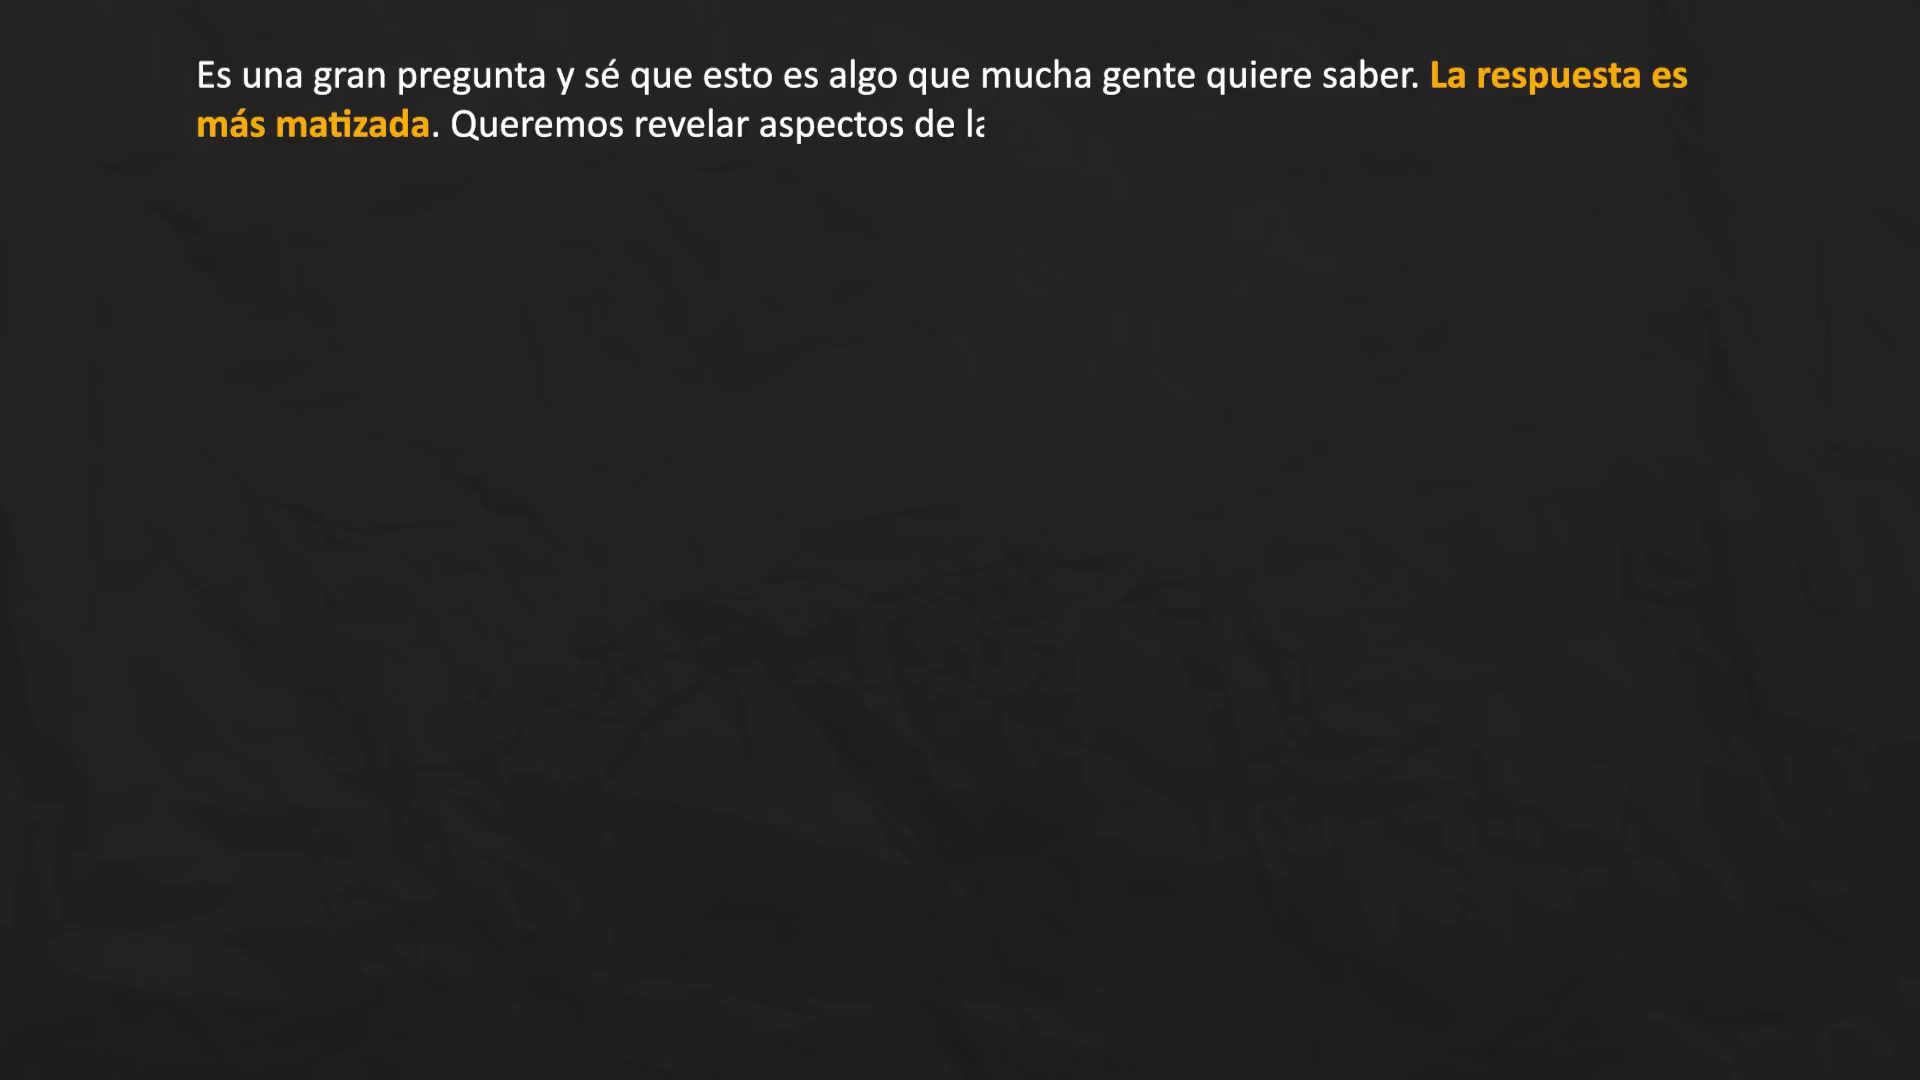 Es una gran pregunta y sé que esto es algo que mucha gente quiere saber. La respuesta es
más matizada. Queremos revelar aspectos de la